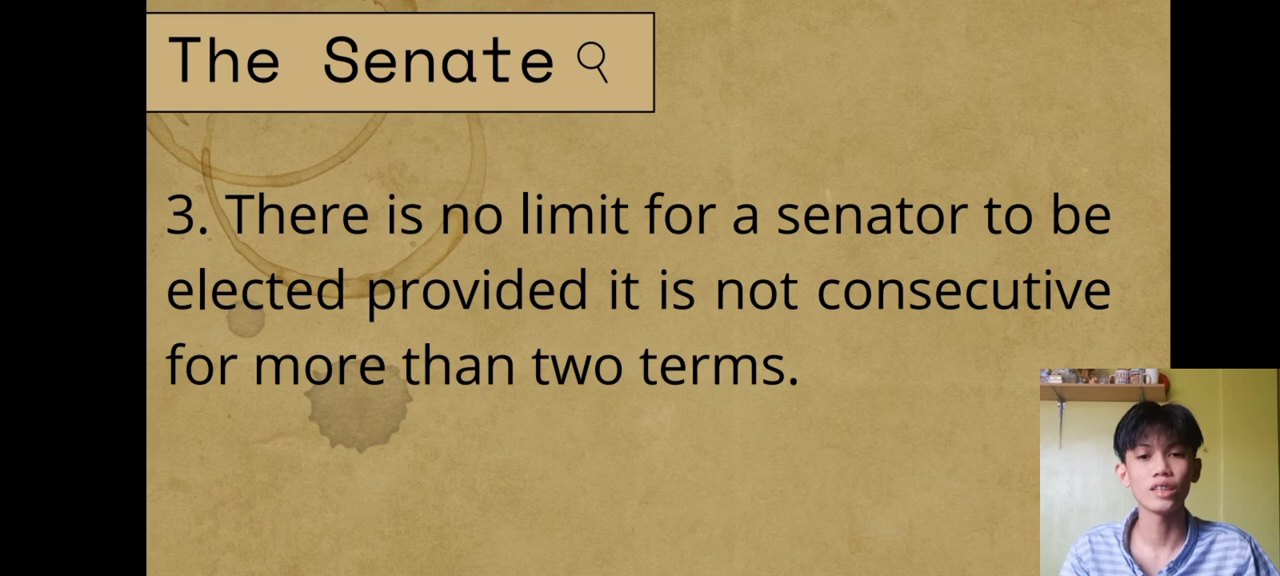 The Senate
3. There is no limit for a senator to be
elected provided it is not consecutive
for more than two terms.